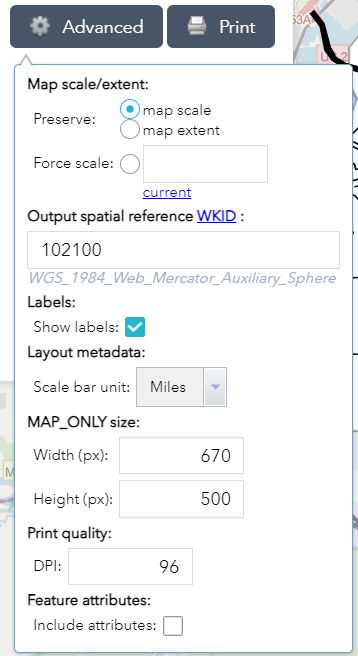 Advanced
Print
Map scale/extent:
Preserve: map scale
map extent
Force scale:
current
Output spatial reference WKID :
102100
WGS_1984_Web_Mercator_Auxiliary_Sphere
Labels:
Show labels:
Layout metadata:
Scale bar unit: Miles
MAP_ONLY size:
Width (px): 670
Height (px): 500
Print quality:
DPI: 96
Feature attributes:
Include attributes: